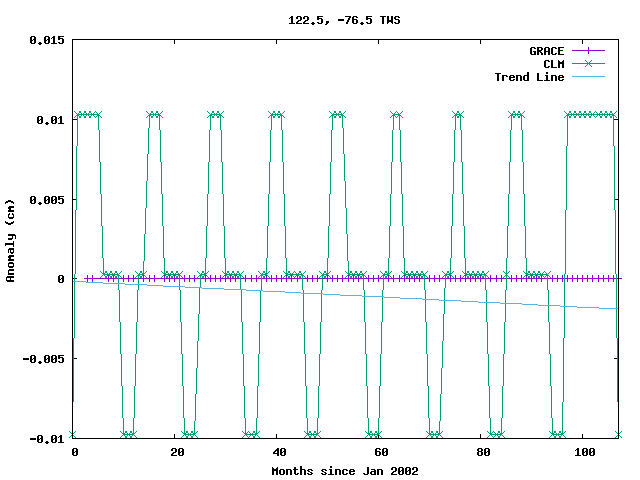 122.5, -76.5 TWS
0.015
GRACE
CLM
Trend Line
0.01
0.005
Anomaly (cm)
0
-0.005
-0.01
0 20 40 60 80 100
Months since Jan 2002